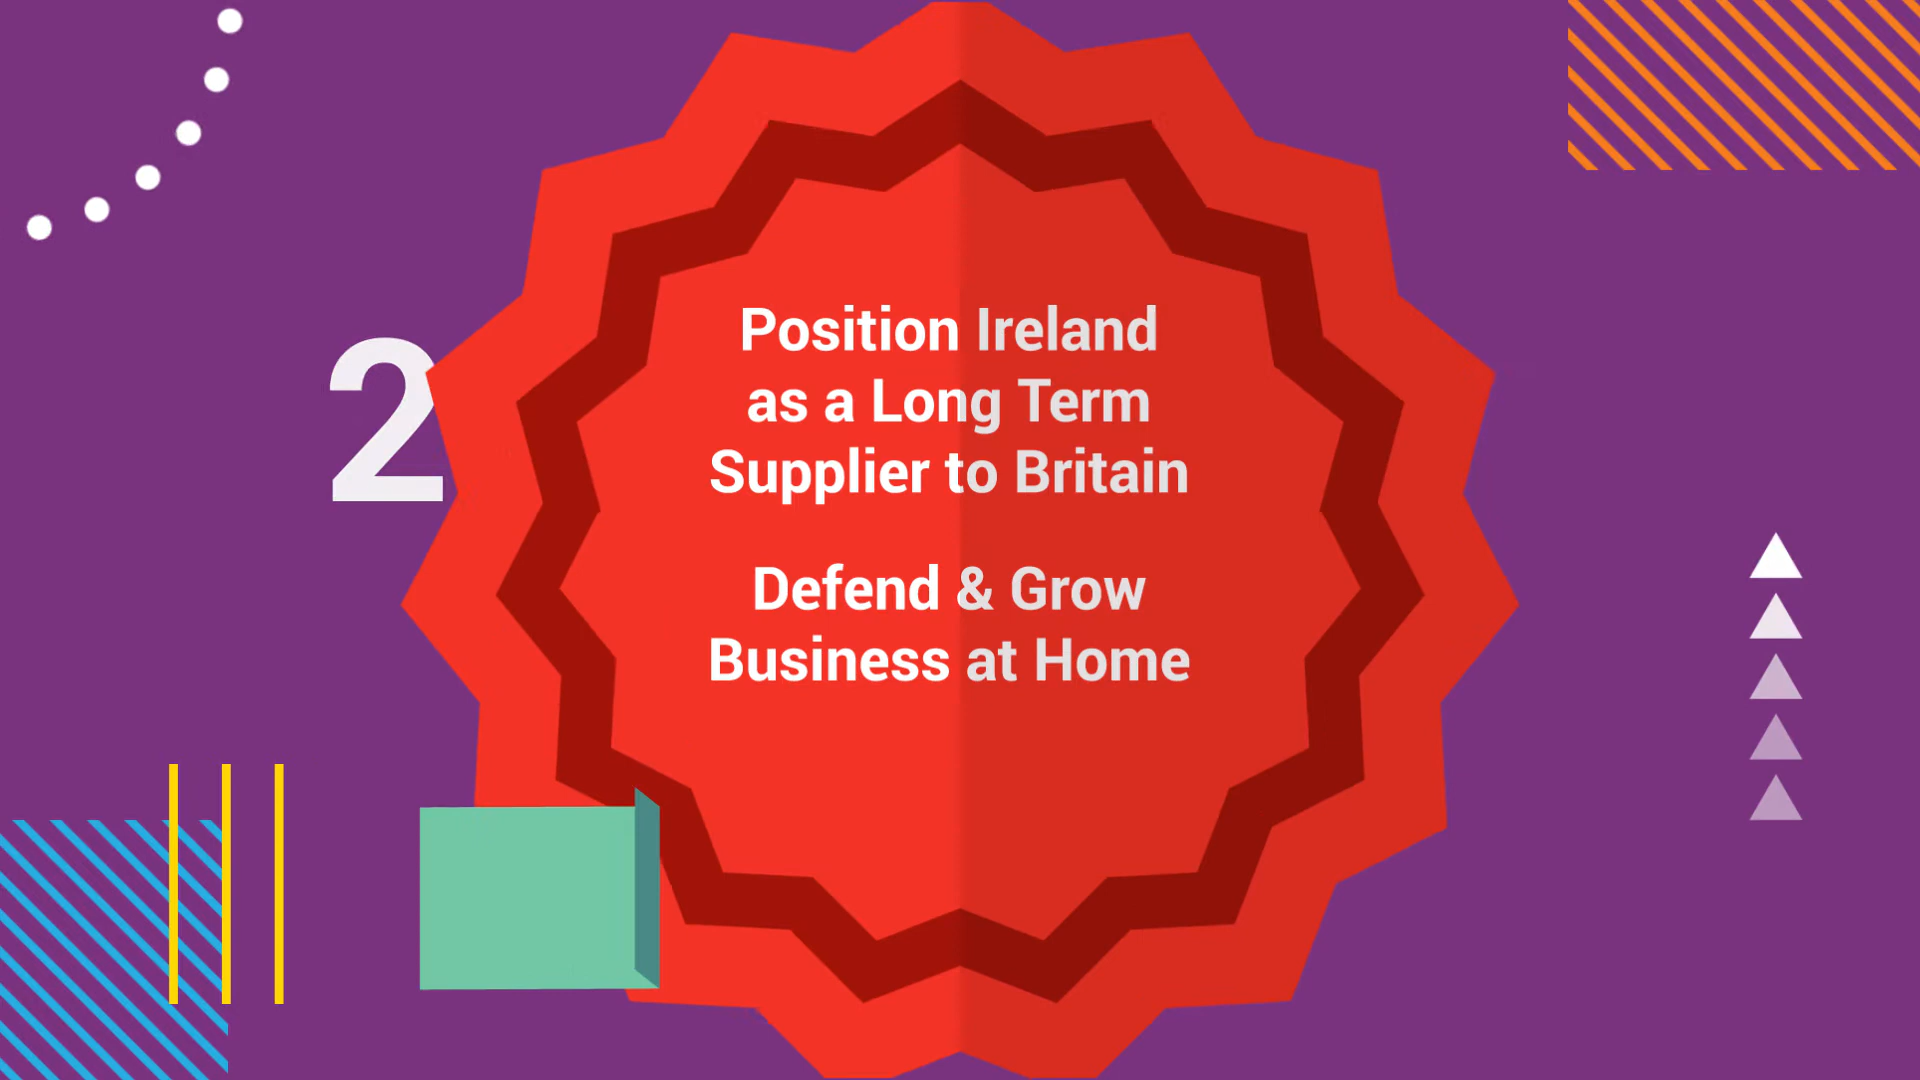 2
Position Ireland
as a Long Term
Supplier to Britain
Defend & Grow
Business at Home